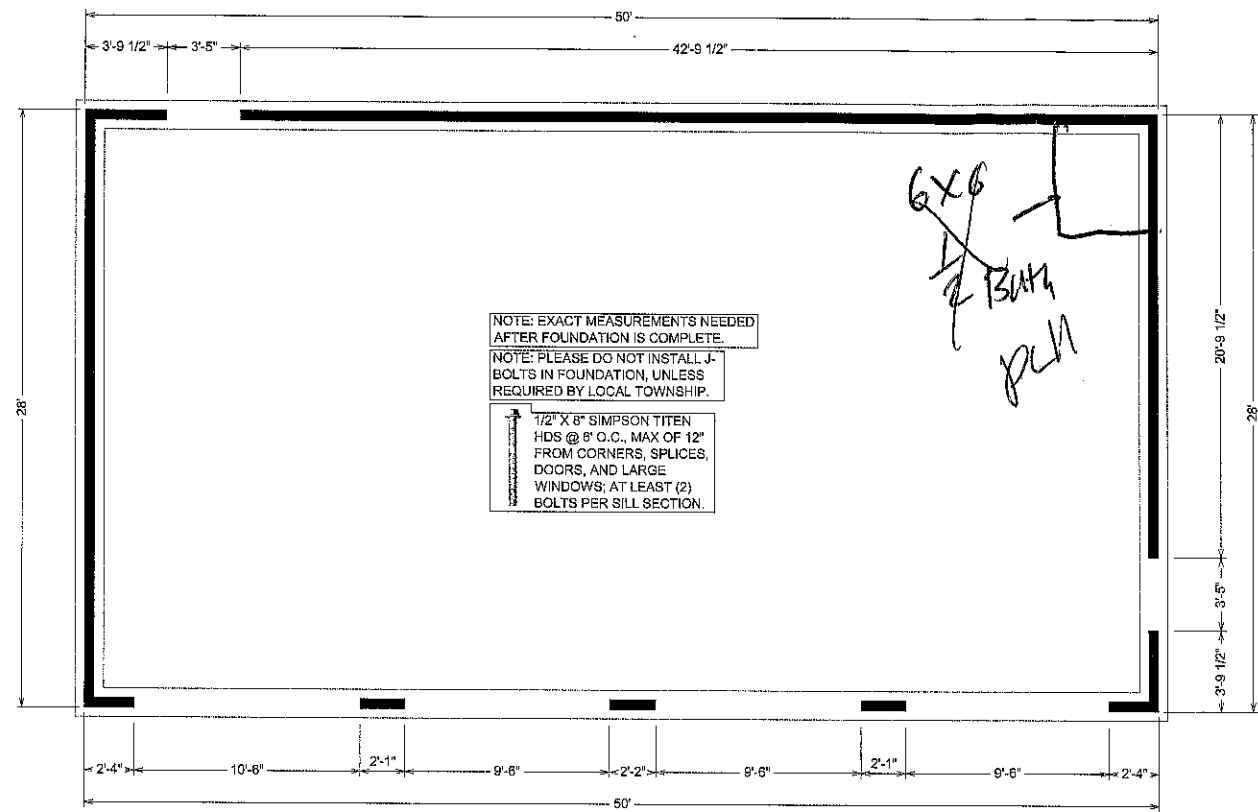 50'
3'-9 1/2"
3'-5"
42'-9 1/2"
28'
6X6
1/2 Bath
NOTE: EXACT MEASUREMENTS NEEDED
AFTER FOUNDATION IS COMPLETE.
NOTE: PLEASE DO NOT INSTALL J-
BOLTS IN FOUNDATION, UNLESS
REQUIRED BY LOCAL TOWNSHIP.
1/2" X 8" SIMPSON TITEN
HDS @ 6' O.C., MAX OF 12"
FROM CORNERS, SPLICES,
DOORS, AND LARGE
WINDOWS; AT LEAST (2)
BOLTS PER SILL SECTION.
20'-9 1/2"
28'
3'-5"
3'-9 1/2"
2'-4"
10'-6"
2'-1"
9'-6"
2'-2"
9'-6"
2'-1"
9'-6"
2'-4"
50'